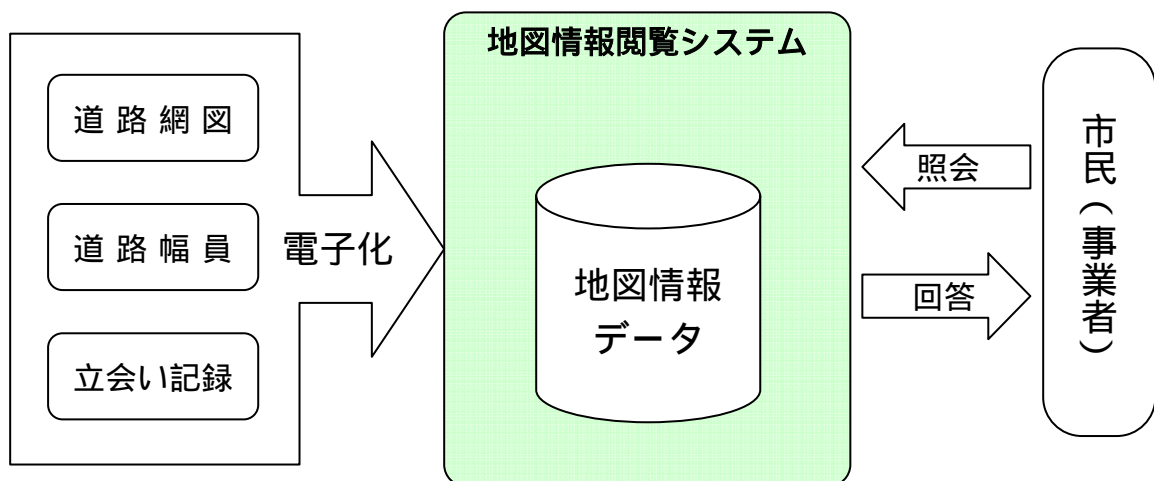 道路網図
道路幅員
立会い記録
電子化
地図情報閲覧システム
地図情報
データ
照会
回答
市民(事業者)